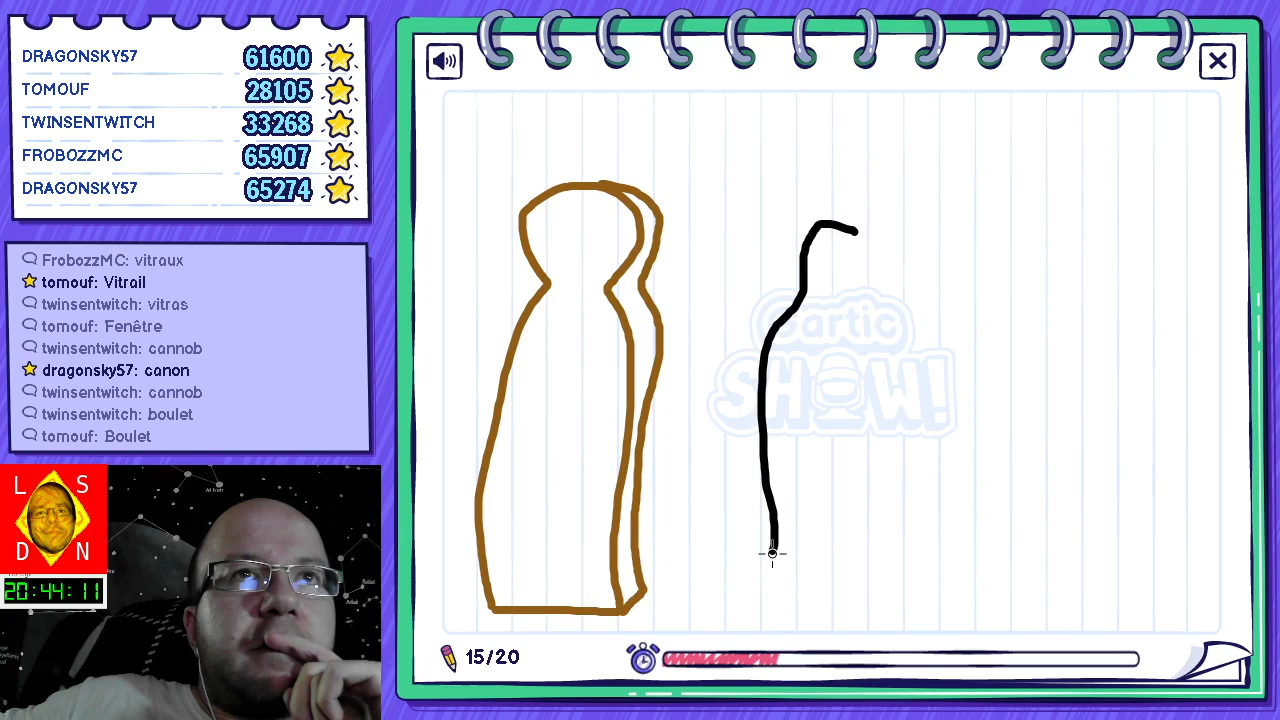 DRAGONSKY57 61600
TOMOUF 28105
TWINSENTWITCH 33268
FROBOZZMC 65907
DRAGONSKY57 65274
FrobozzMC: vitraux
tomouf: Vitrail
twinsentwitch: vitras
tomouf: Fenêtre
twinsentwitch: cannob
dragonsky57: canon
twinsentwitch: cannob
twinsentwitch: boulet
tomouf: Boulet
L S
D N
20:44:11
Gartic
SHOW!
15/20